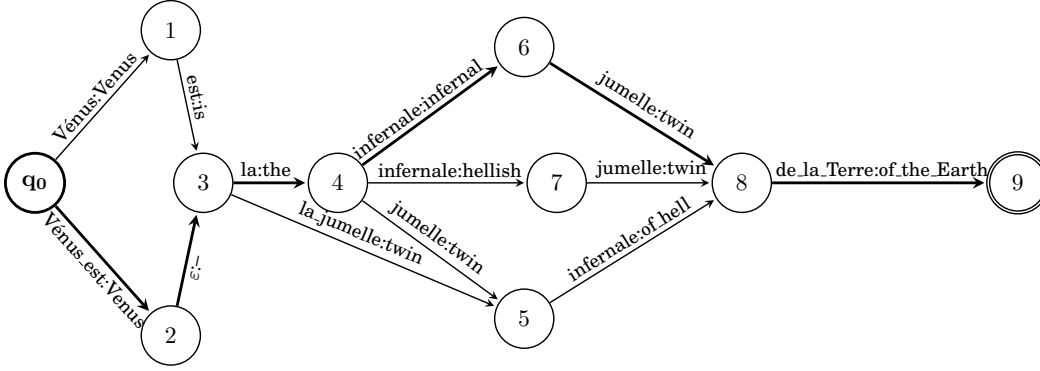 1
6
Vénus:Venus
est:is
jumelle:twin
infernale:infernal
q0
3
la:the
4
infernale:hellish
7
jumelle:twin
8
de_la_Terre:of_the_Earth
9
Vénus_est:Venus
la_jumelle:twin
jumelle:twin
infernale:of_hell
2
5